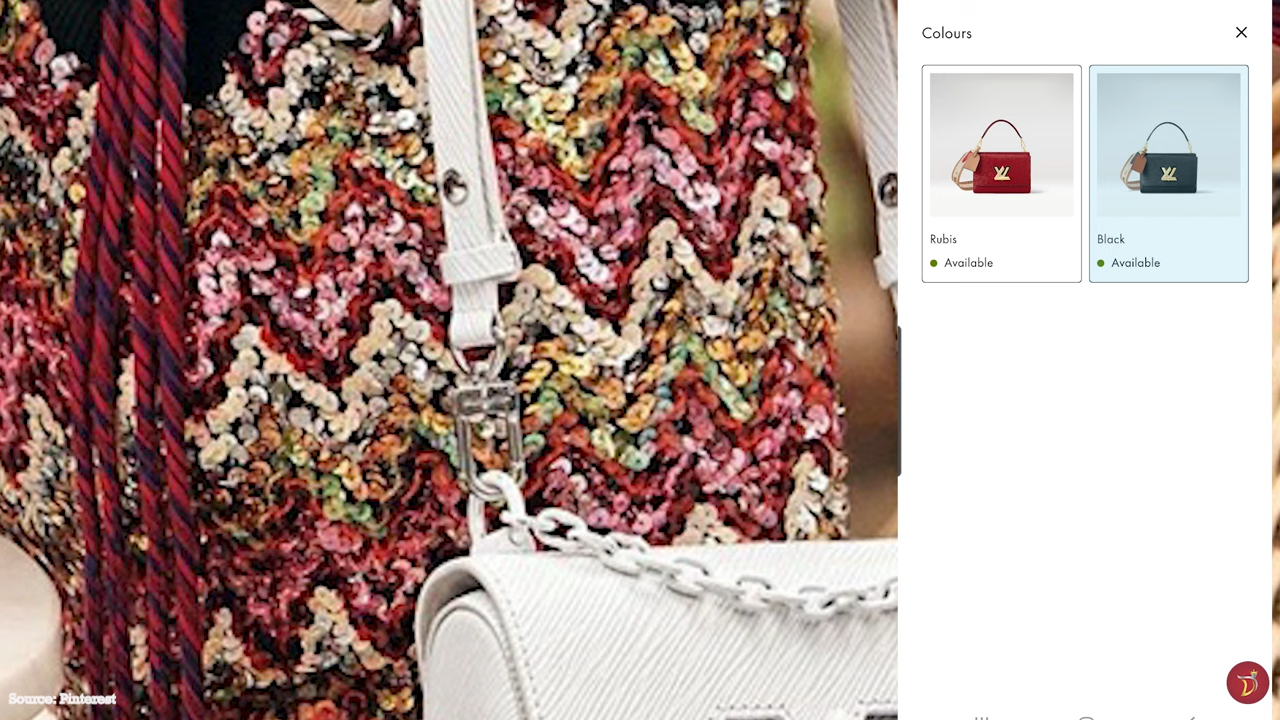 Colours
Rubis
Available
Black
Available
Source: Pinterest